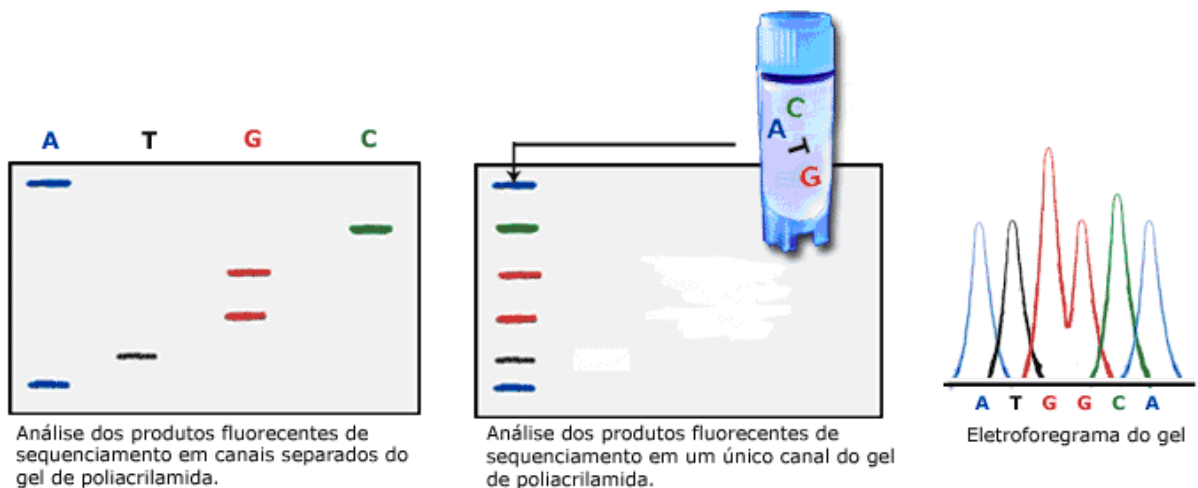 A T G C
Análise dos produtos fluorecentes de
sequenciamento em canais separados do
gel de poliacrilamida.
C
A
T
G
Análise dos produtos fluorecentes de
sequenciamento em um único canal do gel
de poliacrilamida.
A T G G C A
Eletroforegrama do gel